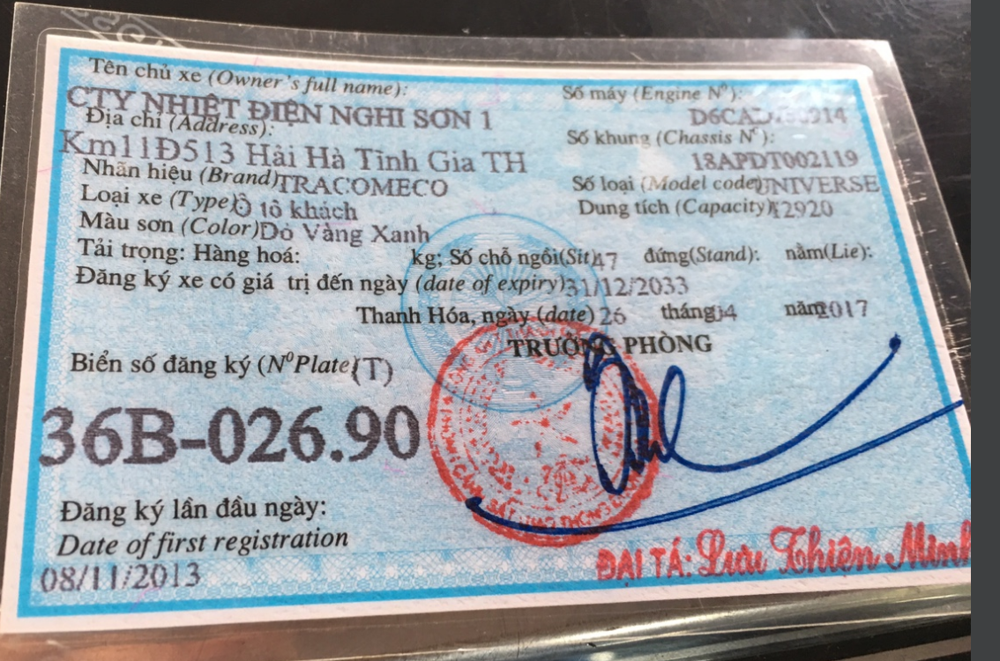 Tên chủ xe (Owner's full name):
CTY NHIỆT ĐIỆN NGHI SƠN 1
Địa chỉ (Address):
Km11Đ513 Hải Hà Tĩnh Gia TH
Nhãn hiệu (Brand) TRACOMECO
Loại xe (Type) Ô tô khách
Màu sơn (Color) Đỏ Vàng Xanh
Số máy (Engine Nº):
Số khung (Chassis Nº):
18APDT002119
Số loại (Model code) UNIVERSE
Dung tích (Capacity) 12920
Tải trọng: Hàng hoá: kg; Số chỗ ngồi(Sit) 47 đứng(Stand): nằm(Lie):
Đăng ký xe có giá trị đến ngày (date of expiry) 31/12/2033
Thanh Hóa, ngày (date) 26 tháng 04 năm 2017
TRƯỞNG PHÒNG
Biển số đăng ký (NºPlate) (T)
36B-026.90
Đăng ký lần đầu ngày:
Date of first registration
08/11/2013
ĐẠI TÁ: Lưu Thiện Minh